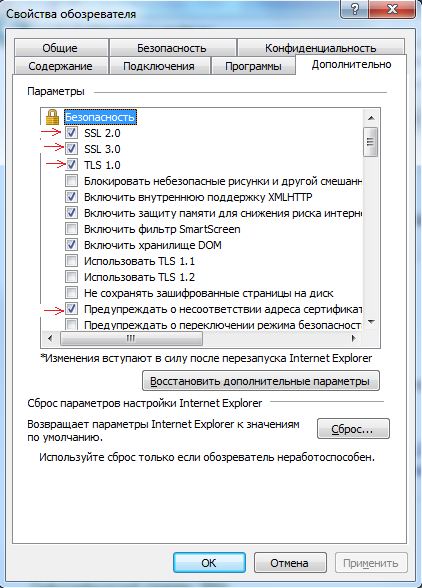 Свойства обозревателя
Общие
Безопасность
Конфиденциальность
Содержание
Подключения
Программы
Дополнительно
Параметры
Безопасность
SSL 2.0
SSL 3.0
TLS 1.0
Блокировать небезопасные рисунки и другой смешанн
Включить внутреннюю поддержку XMLHTTP
Включить защиту памяти для снижения риска интерне
Включить фильтр SmartScreen
Включить хранилище DOM
Использовать TLS 1.1
Использовать TLS 1.2
Не сохранять зашифрованные страницы на диск
Предупреждать о несоответствии адреса сертификат
Предупреждать о переключении режима безопасност
*Изменения вступают в силу после перезапуска Internet Explorer
Восстановить дополнительные параметры
Сброс параметров настройки Internet Explorer
Возвращает параметры Internet Explorer к значениям
по умолчанию.
Сброс...
Используйте сброс только если обозреватель неработоспособен.
ОК
Отмена
Применить